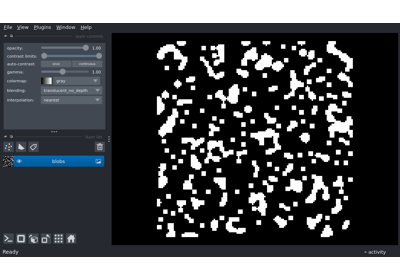 File View Plugins Window Help
opacity: 1.00
contrast limits:
auto-contrast: once continuous
gamma: 1.00
colormap: gray
blending: translucent_no_depth
interpolation: nearest
blobs
Ready
activity